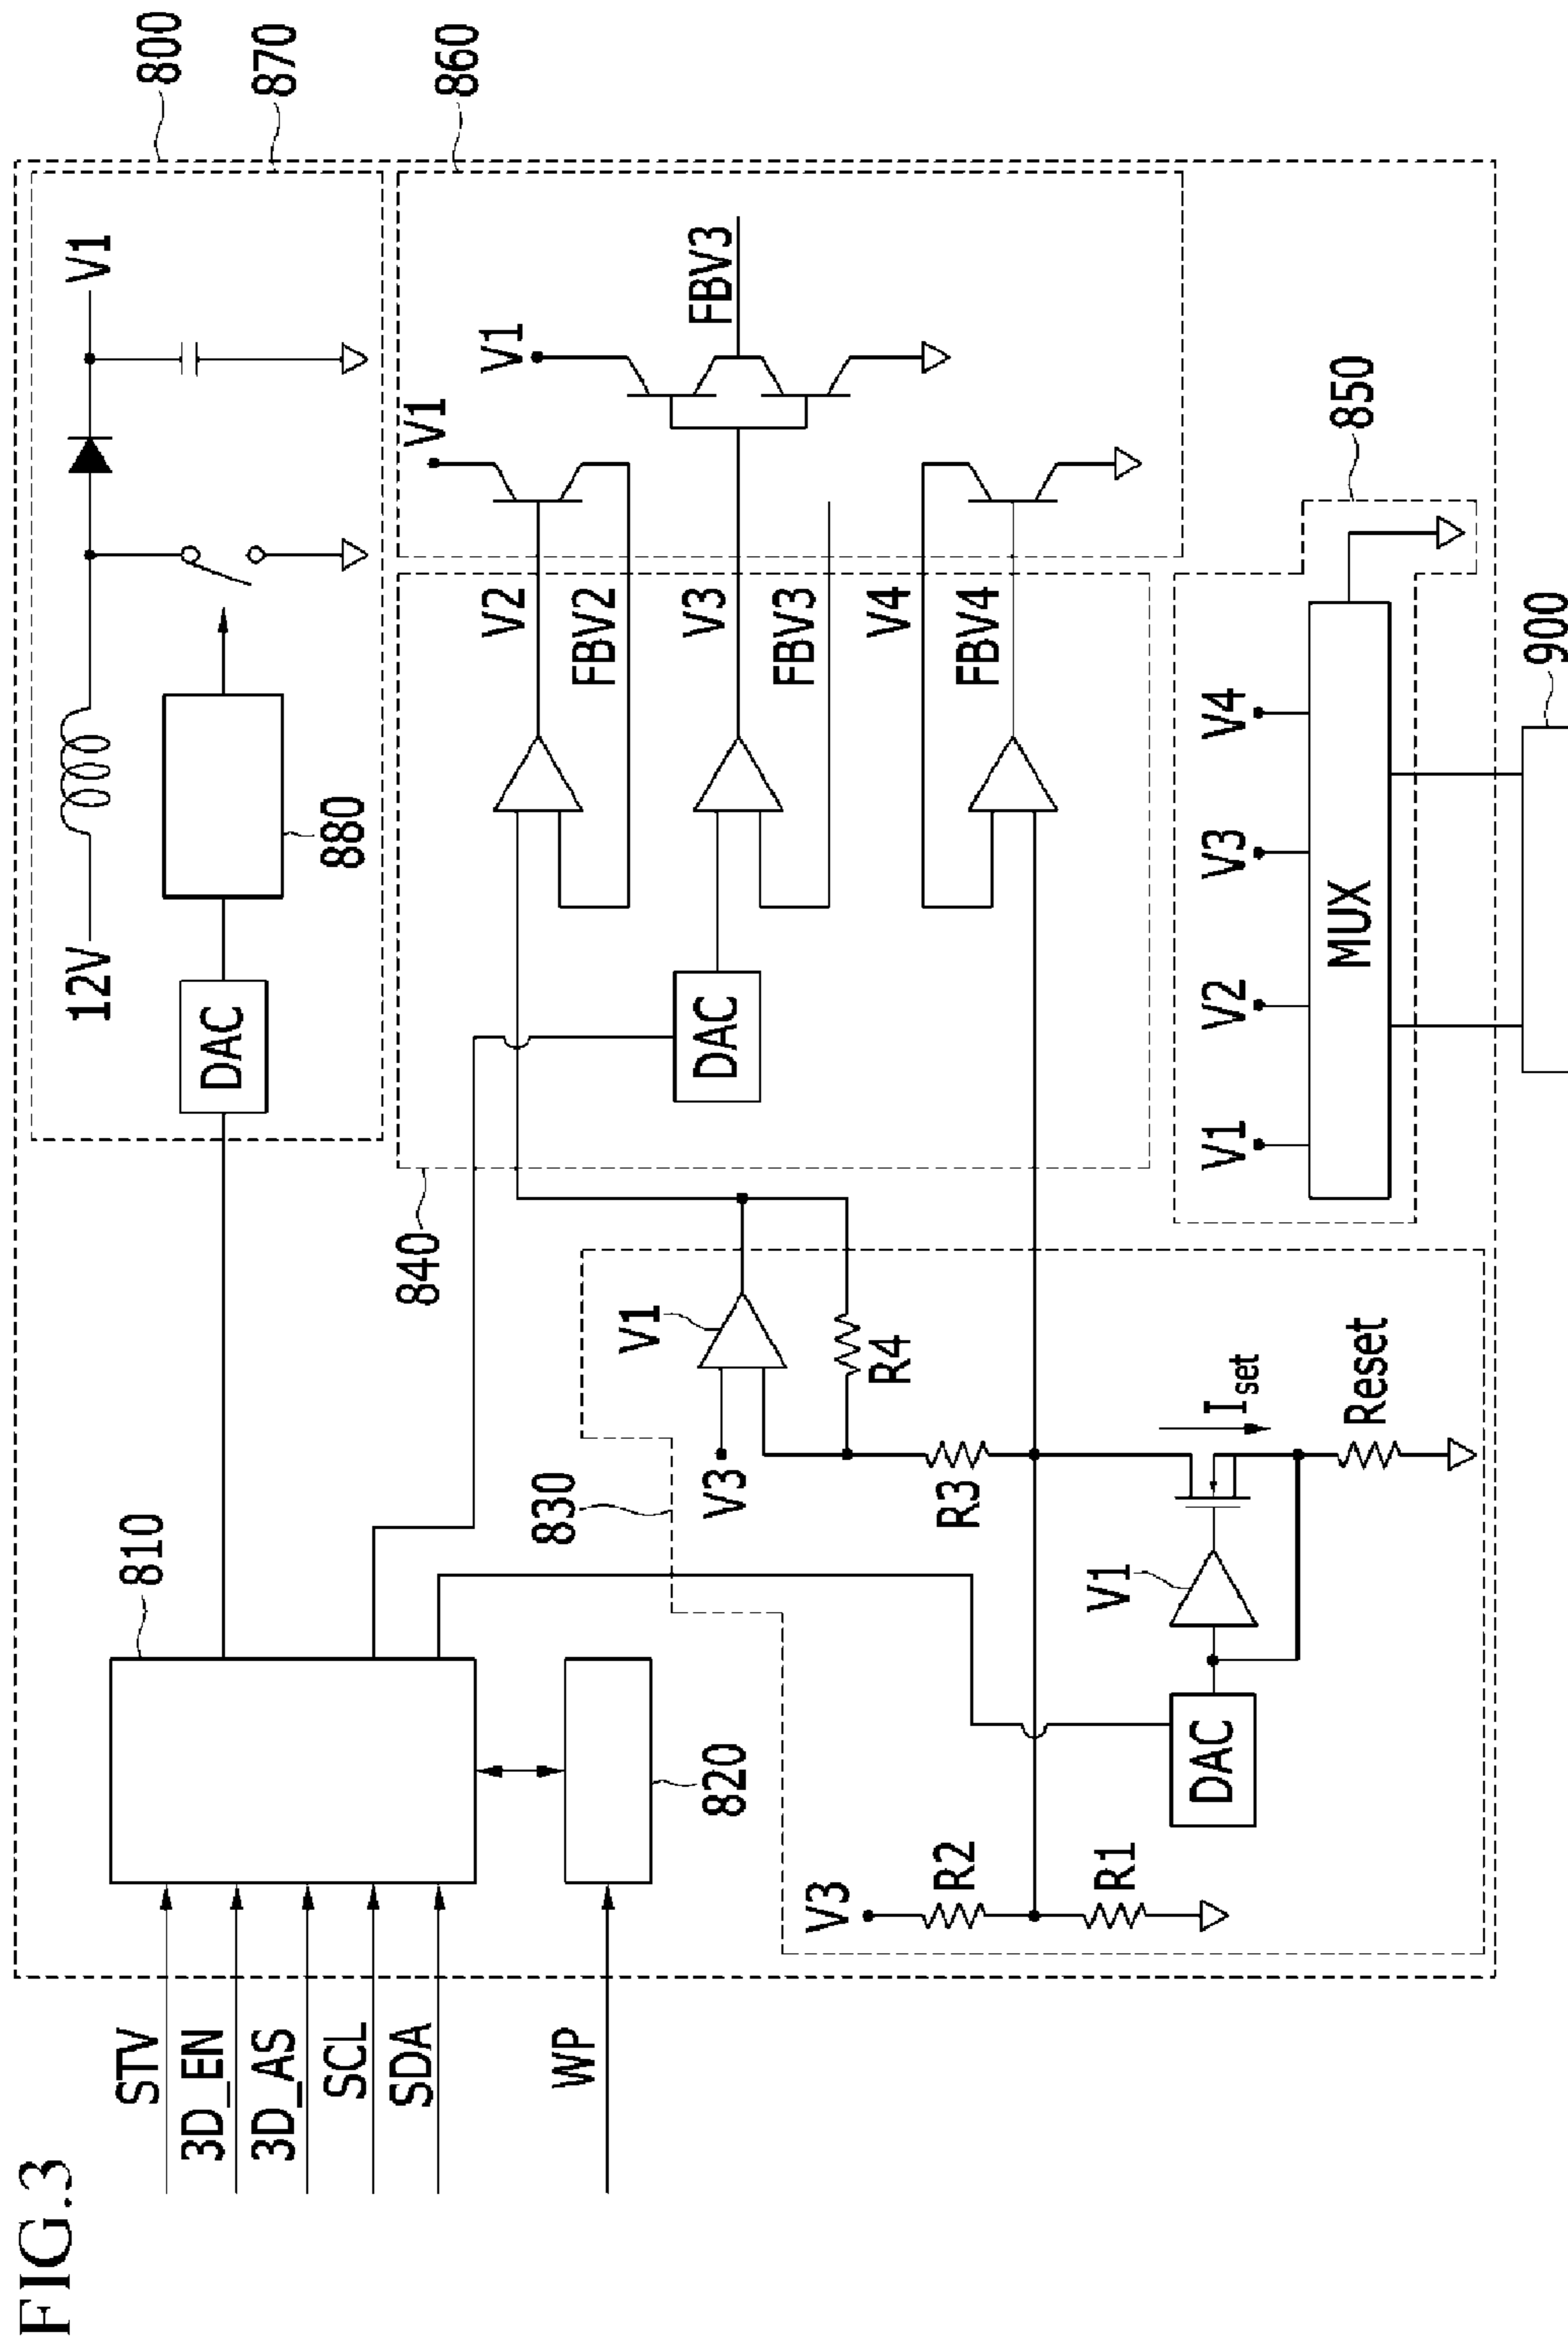 FIG.3
800
870
860
12V
V1
DAC
880
810
STV
3D_EN
3D_AS
SCL
SDA
WP
820
840
V1
V1
V2
FBV2
V3
FBV3
FBV3
DAC
V4
FBV4
830
V1
V3
R4
R3
V3
R2
R1
V1
I set
DAC
Reset
850
V1
V2
V3
V4
MUX
900